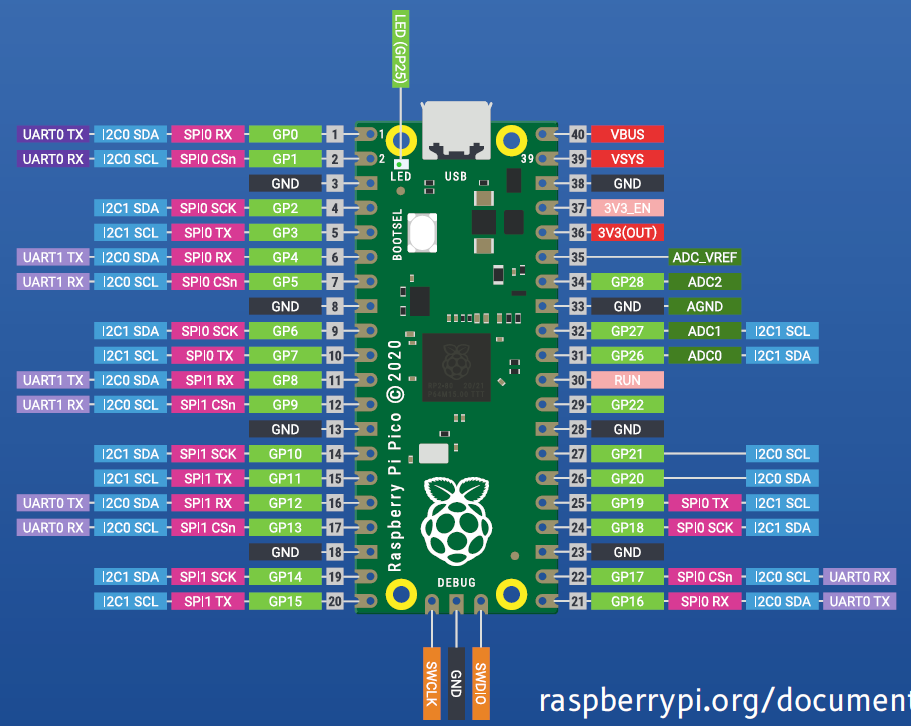 LED (GP25)
UART0 TX I2C0 SDA SPI0 RX GP0 1 1 40 VBUS
UART0 RX I2C0 SCL SPI0 CSn GP1 2 2 39 39 VSYS
GND 3 LED USB 38 GND
I2C1 SDA SPI0 SCK GP2 4 37 3V3_EN
I2C1 SCL SPI0 TX GP3 5 BOOTSEL 36 3V3(OUT)
UART1 TX I2C0 SDA SPI0 RX GP4 6 35 ADC_VREF
UART1 RX I2C0 SCL SPI0 CSn GP5 7 34 GP28 ADC2
GND 8 33 GND AGND
I2C1 SDA SPI0 SCK GP6 9 32 GP27 ADC1 I2C1 SCL
I2C1 SCL SPI0 TX GP7 10 31 GP26 ADC0 I2C1 SDA
UART1 TX I2C0 SDA SPI1 RX GP8 11 30 RUN
UART1 RX I2C0 SCL SPI1 CSn GP9 12 29 GP22
GND 13 28 GND
I2C1 SDA SPI1 SCK GP10 14 27 GP21 I2C0 SCL
I2C1 SCL SPI1 TX GP11 15 26 GP20 I2C0 SDA
UART0 TX I2C0 SDA SPI1 RX GP12 16 25 GP19 SPI0 TX I2C1 SCL
UART0 RX I2C0 SCL SPI1 CSn GP13 17 24 GP18 SPI0 SCK I2C1 SDA
GND 18 23 GND
Raspberry Pi Pico © 2020
I2C1 SDA SPI1 SCK GP14 19 DEBUG 22 GP17 SPI0 CSn I2C0 SCL UART0 RX
I2C1 SCL SPI1 TX GP15 20 21 GP16 SPI0 RX I2C0 SDA UART0 TX
SWCLK GND SWDIO
raspberrypi.org/document